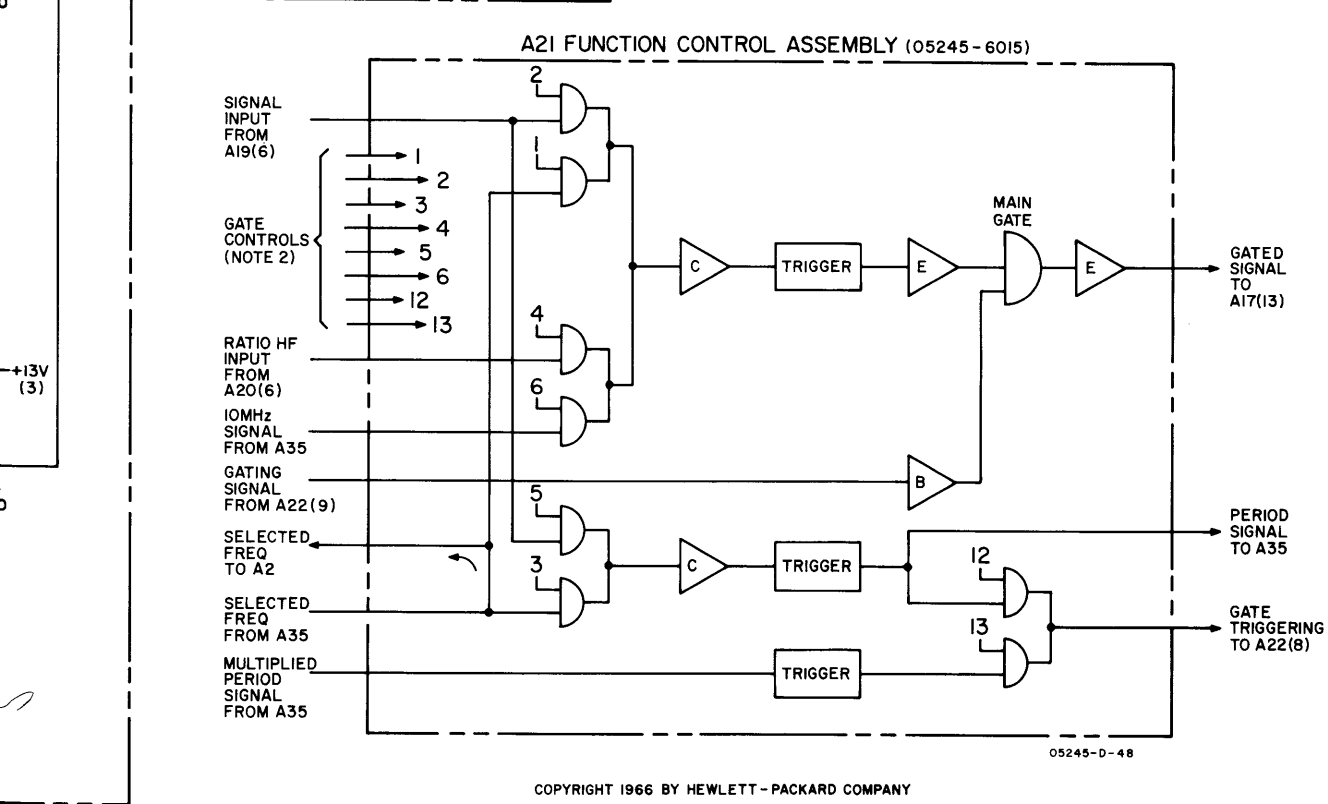 A21 FUNCTION CONTROL ASSEMBLY (05245-6015)
SIGNAL
INPUT
FROM
A19(6)
1
2
3
4
5
6
12
13
GATE
CONTROLS
(NOTE 2)
RATIO HF
INPUT
FROM
A20(6)
10MHz
SIGNAL
FROM A35
GATING
SIGNAL
FROM A22(9)
SELECTED
FREQ
TO A2
SELECTED
FREQ
FROM A35
MULTIPLIED
PERIOD
SIGNAL
FROM A35
2
1
4
6
5
3
C
TRIGGER
E
MAIN
GATE
E
B
C
TRIGGER
TRIGGER
12
13
GATED
SIGNAL
TO
A17(13)
PERIOD
SIGNAL
TO A35
GATE
TRIGGERING
TO A22(8)
+13V
(3)
05245-D-48
COPYRIGHT 1966 BY HEWLETT-PACKARD COMPANY